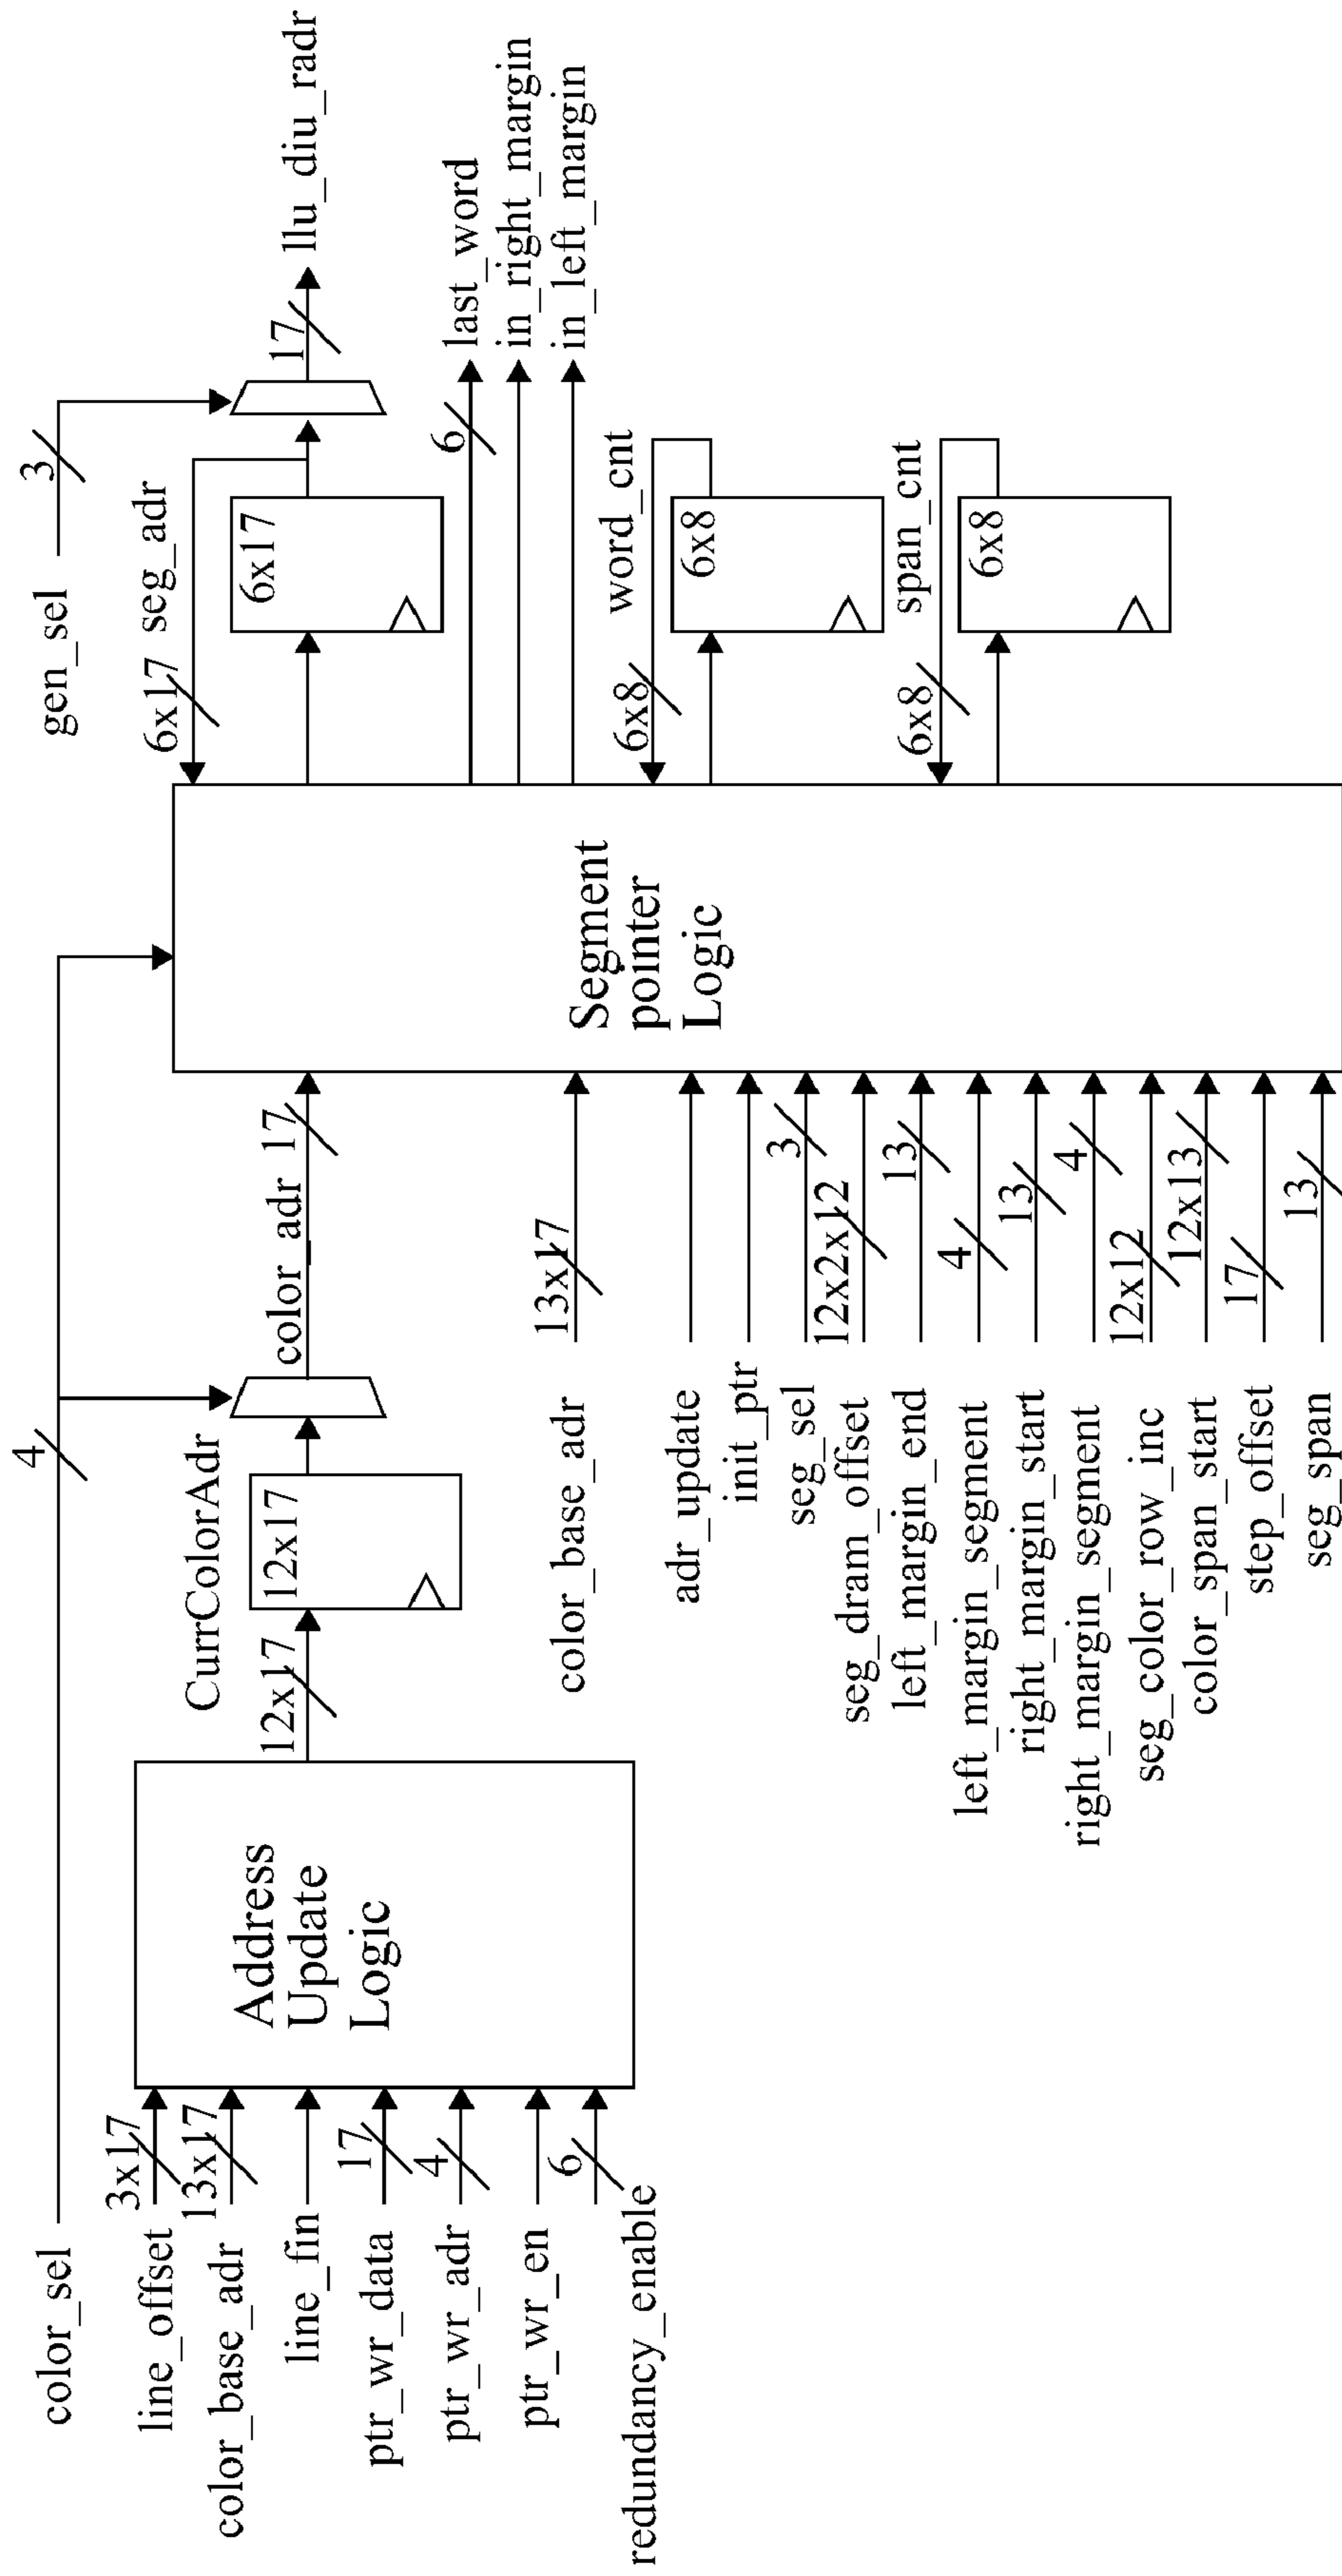 color_sel
4
line_offset
3x17
color_base_adr
13x17
line_fin
ptr_wr_data
17
ptr_wr_adr
4
ptr_wr_en
redundancy_enable
6
Address
Update
Logic
12x17
CurrColorAdr
12x17
color_adr
17
color_base_adr
13x17
adr_update
init_ptr
seg_sel
3
seg_dram_offset
12x2x12
left_margin_end
13
left_margin_segment
4
right_margin_start
13
right_margin_segment
4
seg_color_row_inc
12x12
color_span_start
12x13
step_offset
17
seg_span
13
Segment
pointer
Logic
gen_sel
3
6x17 seg_adr
6x17
17
llu_diu_radr
6
last_word
in_right_margin
in_left_margin
6x8 word_cnt
6x8
6x8 span_cnt
6x8